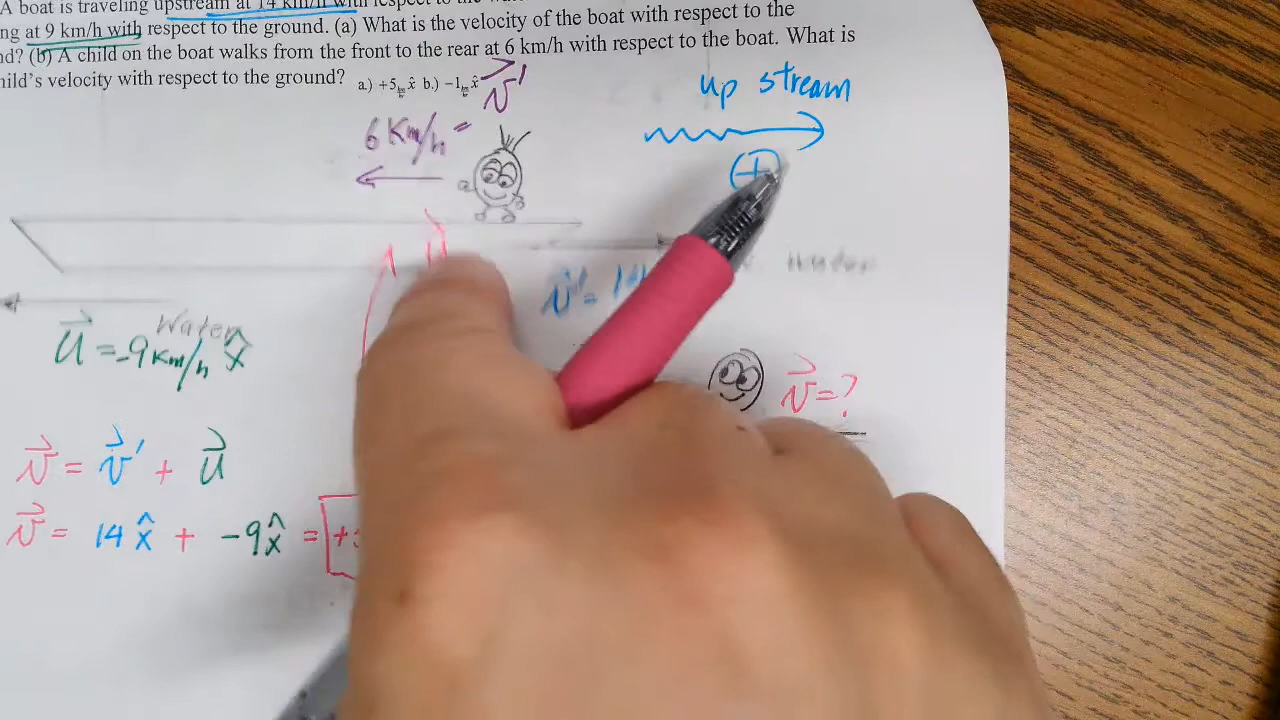 A boat is traveling upstream at 14 km/h with respect to the
ng at 9 km/h with respect to the ground. (a) What is the velocity of the boat with respect to the
nd? (b) A child on the boat walks from the front to the rear at 6 km/h with respect to the boat. What is
hild's velocity with respect to the ground? a.) +5 km/h x̂ b.) −1 km/h x̂
v⃗'
up stream
6 Km/h =
+
u⃗
v⃗' = 14
water
Water
u⃗ = -9 Km/h x̂
v⃗ = ?
v⃗ = v⃗' + u⃗
v⃗ = 14 x̂ + -9 x̂ = +